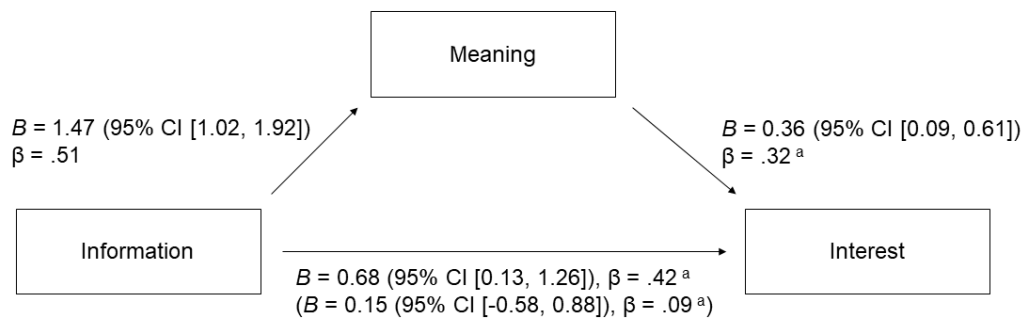 Meaning
B = 1.47 (95% CI [1.02, 1.92])
β = .51
B = 0.36 (95% CI [0.09, 0.61])
β = .32 ᵃ
Information
Interest
B = 0.68 (95% CI [0.13, 1.26]), β = .42 ᵃ
(B = 0.15 (95% CI [-0.58, 0.88]), β = .09 ᵃ)